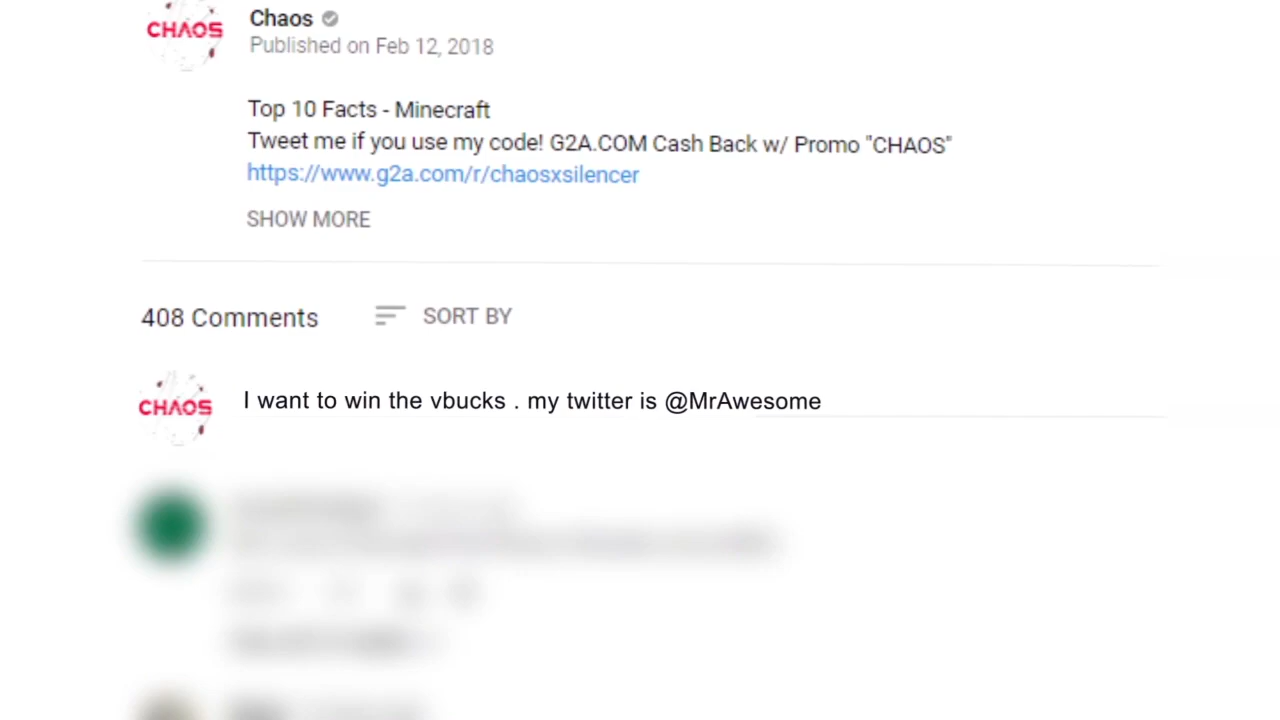 CHAOS
Chaos
Published on Feb 12, 2018
Top 10 Facts - Minecraft
Tweet me if you use my code! G2A.COM Cash Back w/ Promo "CHAOS"
https://www.g2a.com/r/chaosxsilencer
SHOW MORE
408 Comments
SORT BY
CHAOS
I want to win the vbucks . my twitter is @MrAwesome